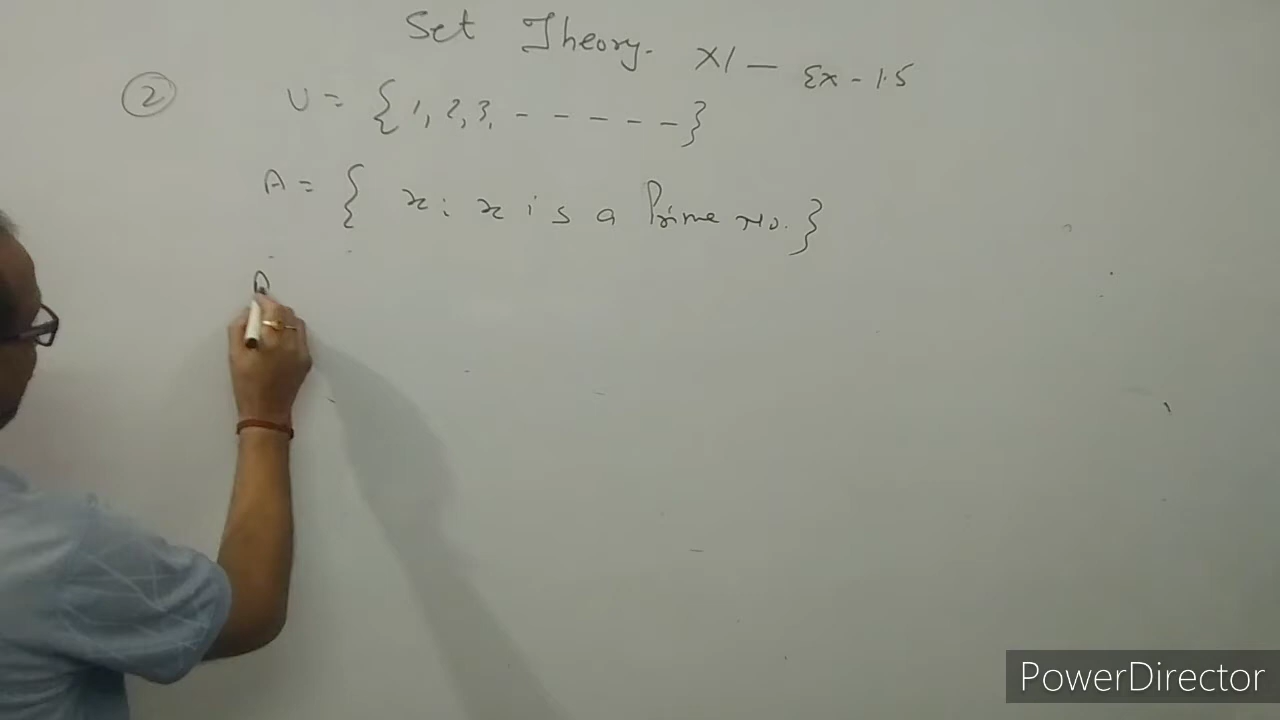 Set Theory. XI - Ex - 1.5
(2) U = { 1, 2, 3, - - - - - }
A = { x : x is a Prime No. }
A
PowerDirector